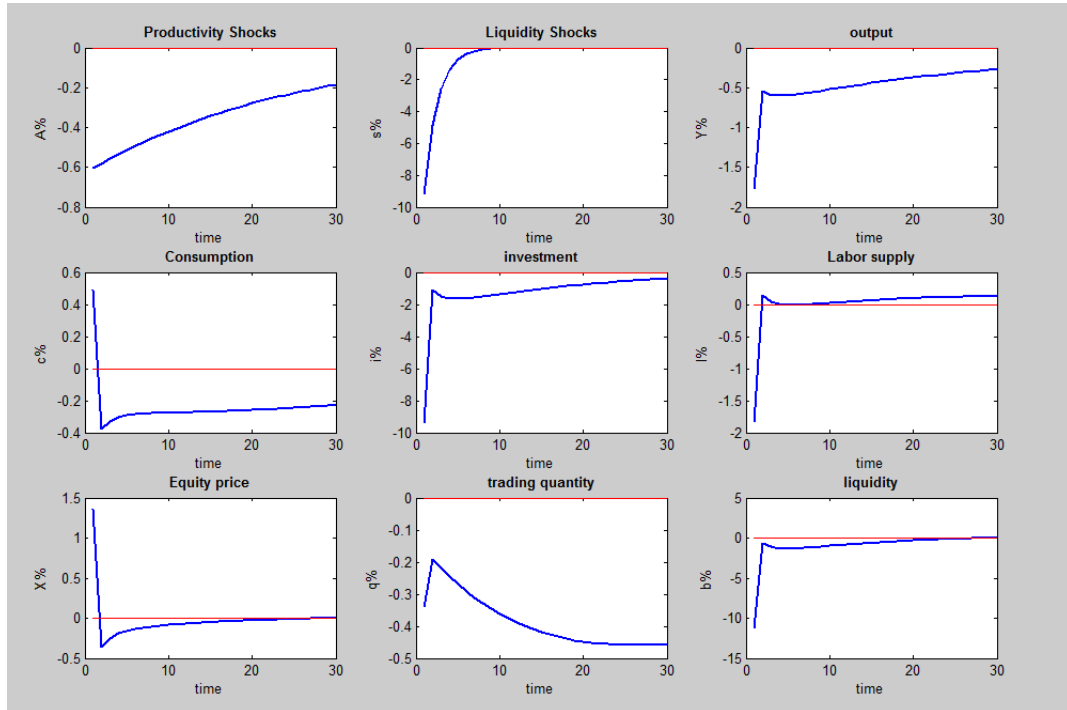 Productivity Shocks
0
-0.2
-0.4
-0.6
-0.8
A%
0 10 20 30
time
Liquidity Shocks
0
-2
-4
-6
-8
-10
s%
0 10 20 30
time
output
0
-0.5
-1
-1.5
-2
Y%
0 10 20 30
time
Consumption
0.6
0.4
0.2
0
-0.2
-0.4
c%
0 10 20 30
time
investment
0
-2
-4
-6
-8
-10
i%
0 10 20 30
time
Labor supply
0.5
0
-0.5
-1
-1.5
-2
l%
0 10 20 30
time
Equity price
1.5
1
0.5
0
-0.5
X%
0 10 20 30
time
trading quantity
0
-0.1
-0.2
-0.3
-0.4
-0.5
q%
0 10 20 30
time
liquidity
5
0
-5
-10
-15
b%
0 10 20 30
time